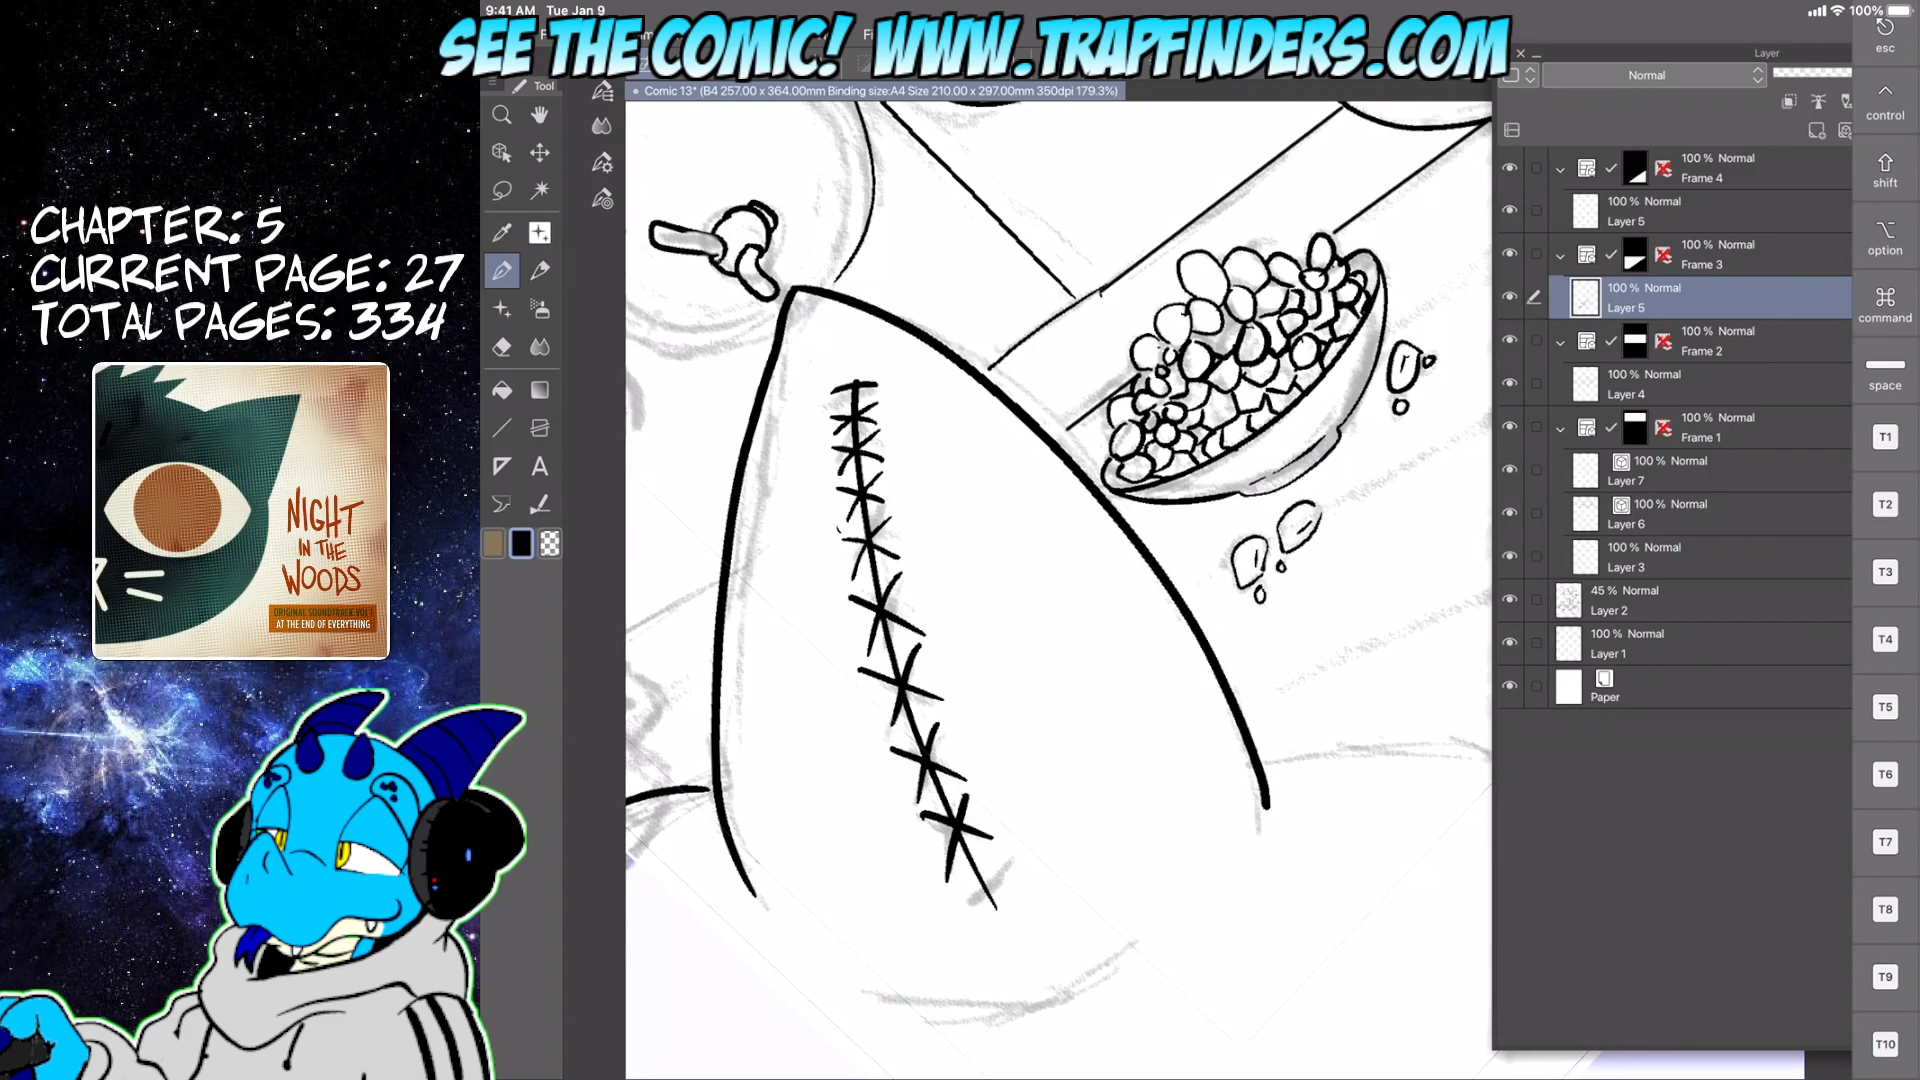 9:41 AM Tue Jan 9
100%
SEE THE COMIC! WWW.TRAPFINDERS.COM
Tool
Layer
Comic 13* (B4 257.00 x 364.00mm Binding size:A4 Size 210.00 x 297.00mm 350dpi 179.3%)
Normal
CHAPTER: 5
CURRENT PAGE: 27
TOTAL PAGES: 334
NIGHT
IN THE
WOODS
ORIGINAL SOUNDTRACK VOL
AT THE END OF EVERYTHING
A
100 % Normal
Frame 4
100 % Normal
Layer 5
100 % Normal
Frame 3
100 % Normal
Layer 5
100 % Normal
Frame 2
100 % Normal
Layer 4
100 % Normal
Frame 1
100 % Normal
Layer 7
100 % Normal
Layer 6
100 % Normal
Layer 3
45 % Normal
Layer 2
100 % Normal
Layer 1
Paper
esc
control
shift
option
command
space
T1
T2
T3
T4
T5
T6
T7
T8
T9
T10